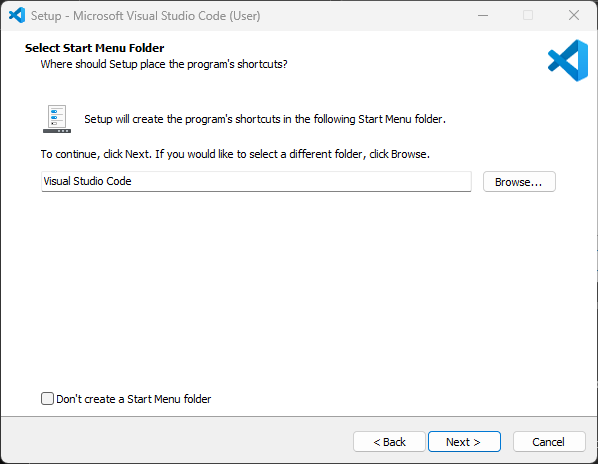 Setup - Microsoft Visual Studio Code (User)
Select Start Menu Folder
Where should Setup place the program's shortcuts?
Setup will create the program's shortcuts in the following Start Menu folder.
To continue, click Next. If you would like to select a different folder, click Browse.
Visual Studio Code
Browse...
Don't create a Start Menu folder
< Back
Next >
Cancel